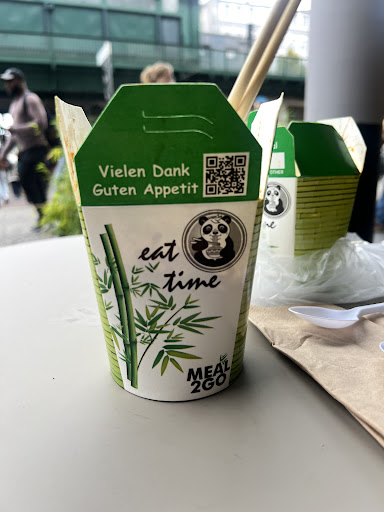 Vielen Dank
Guten Appetit
eat
time
MEAL
2GO